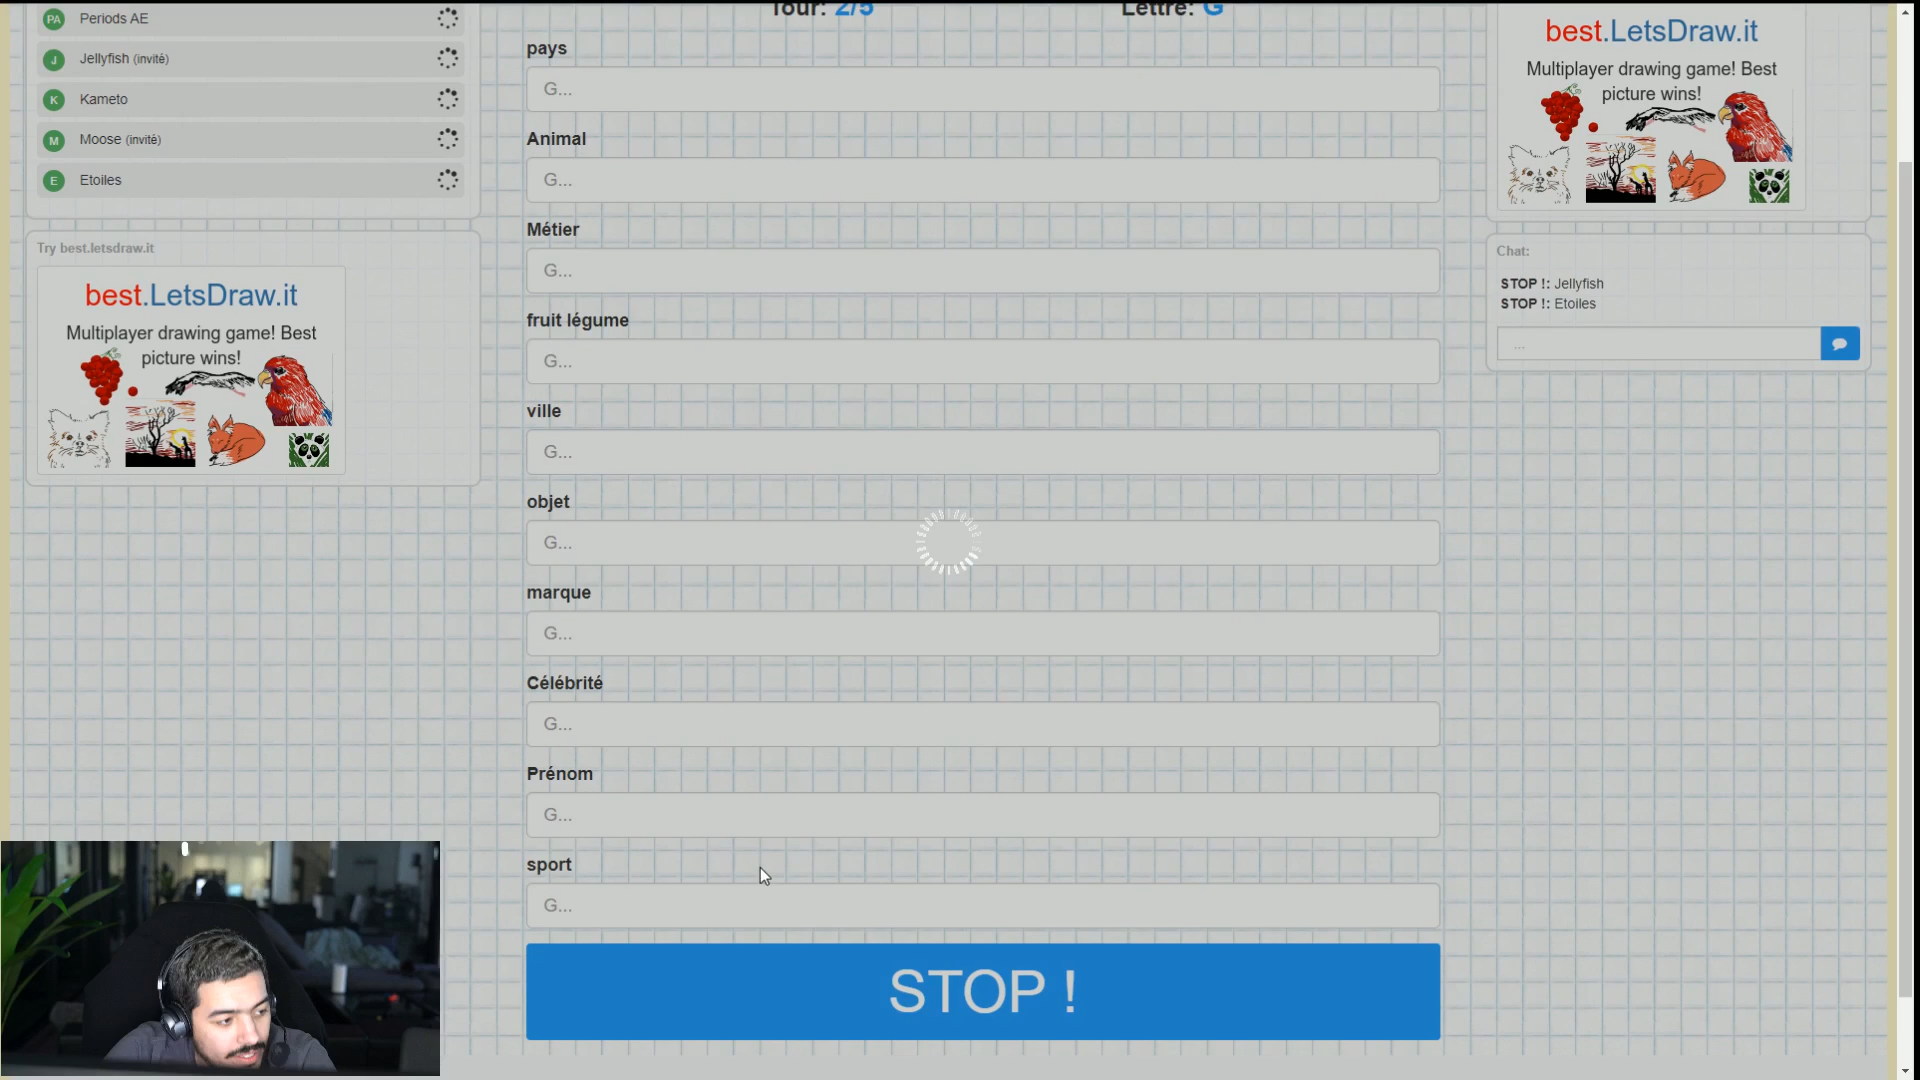 Tour: 2/5
Lettre: G
PA Periods AE
J Jellyfish (invité)
K Kameto
M Moose (invité)
E Etoiles
Try best.letsdraw.it
best.LetsDraw.it
Multiplayer drawing game! Best
picture wins!
pays
G...
Animal
G...
Métier
G...
fruit légume
G...
ville
G...
objet
G...
marque
G...
Célébrité
G...
Prénom
G...
sport
G...
STOP !
best.LetsDraw.it
Multiplayer drawing game! Best
picture wins!
Chat:
STOP !: Jellyfish
STOP !: Etoiles
...